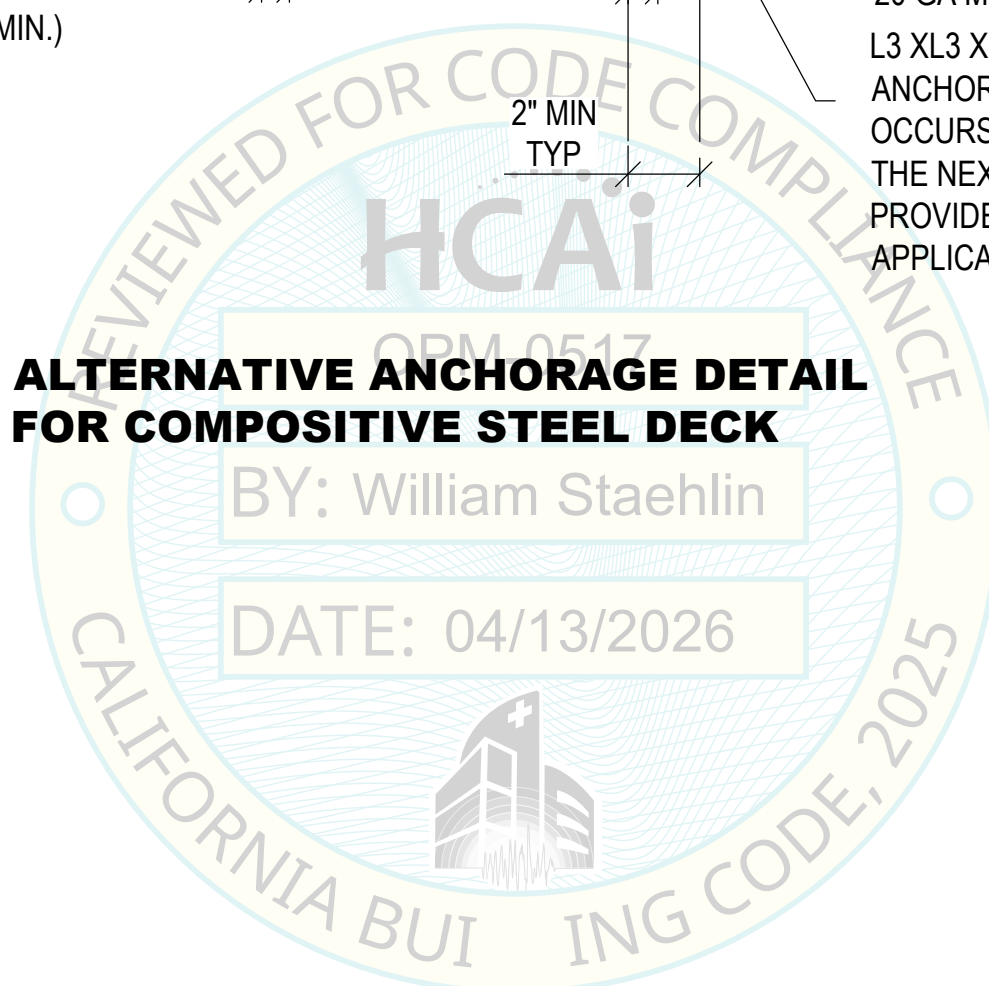 MIN.)
2" MIN
TYP
L3 XL3 X
ANCHOR
OCCURS
THE NEX
PROVIDE
APPLICA
REVIEWED FOR CODE COMPLIANCE
HCAi
OPM-0517
ALTERNATIVE ANCHORAGE DETAIL
FOR COMPOSITIVE STEEL DECK
BY: William Staehlin
DATE: 04/13/2026
CALIFORNIA BUI ING CODE, 2025